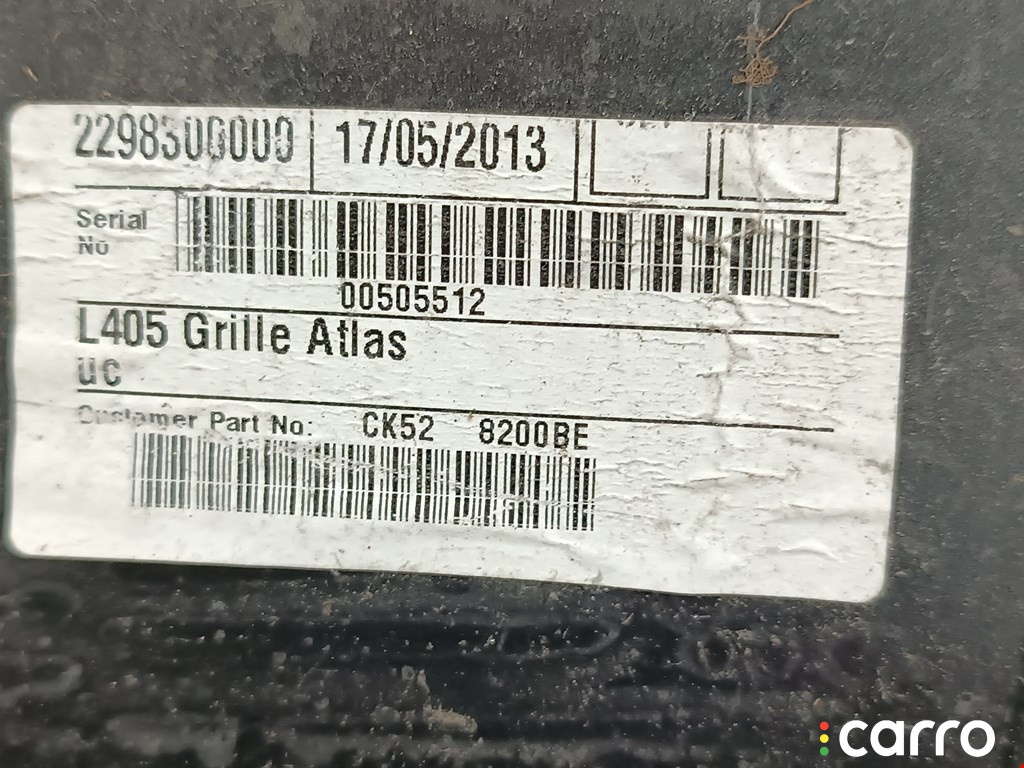 2298300000 17/05/2013
Serial
No
00505512
L405 Grille Atlas
UC
Customer Part No: CK52 8200BE
carro